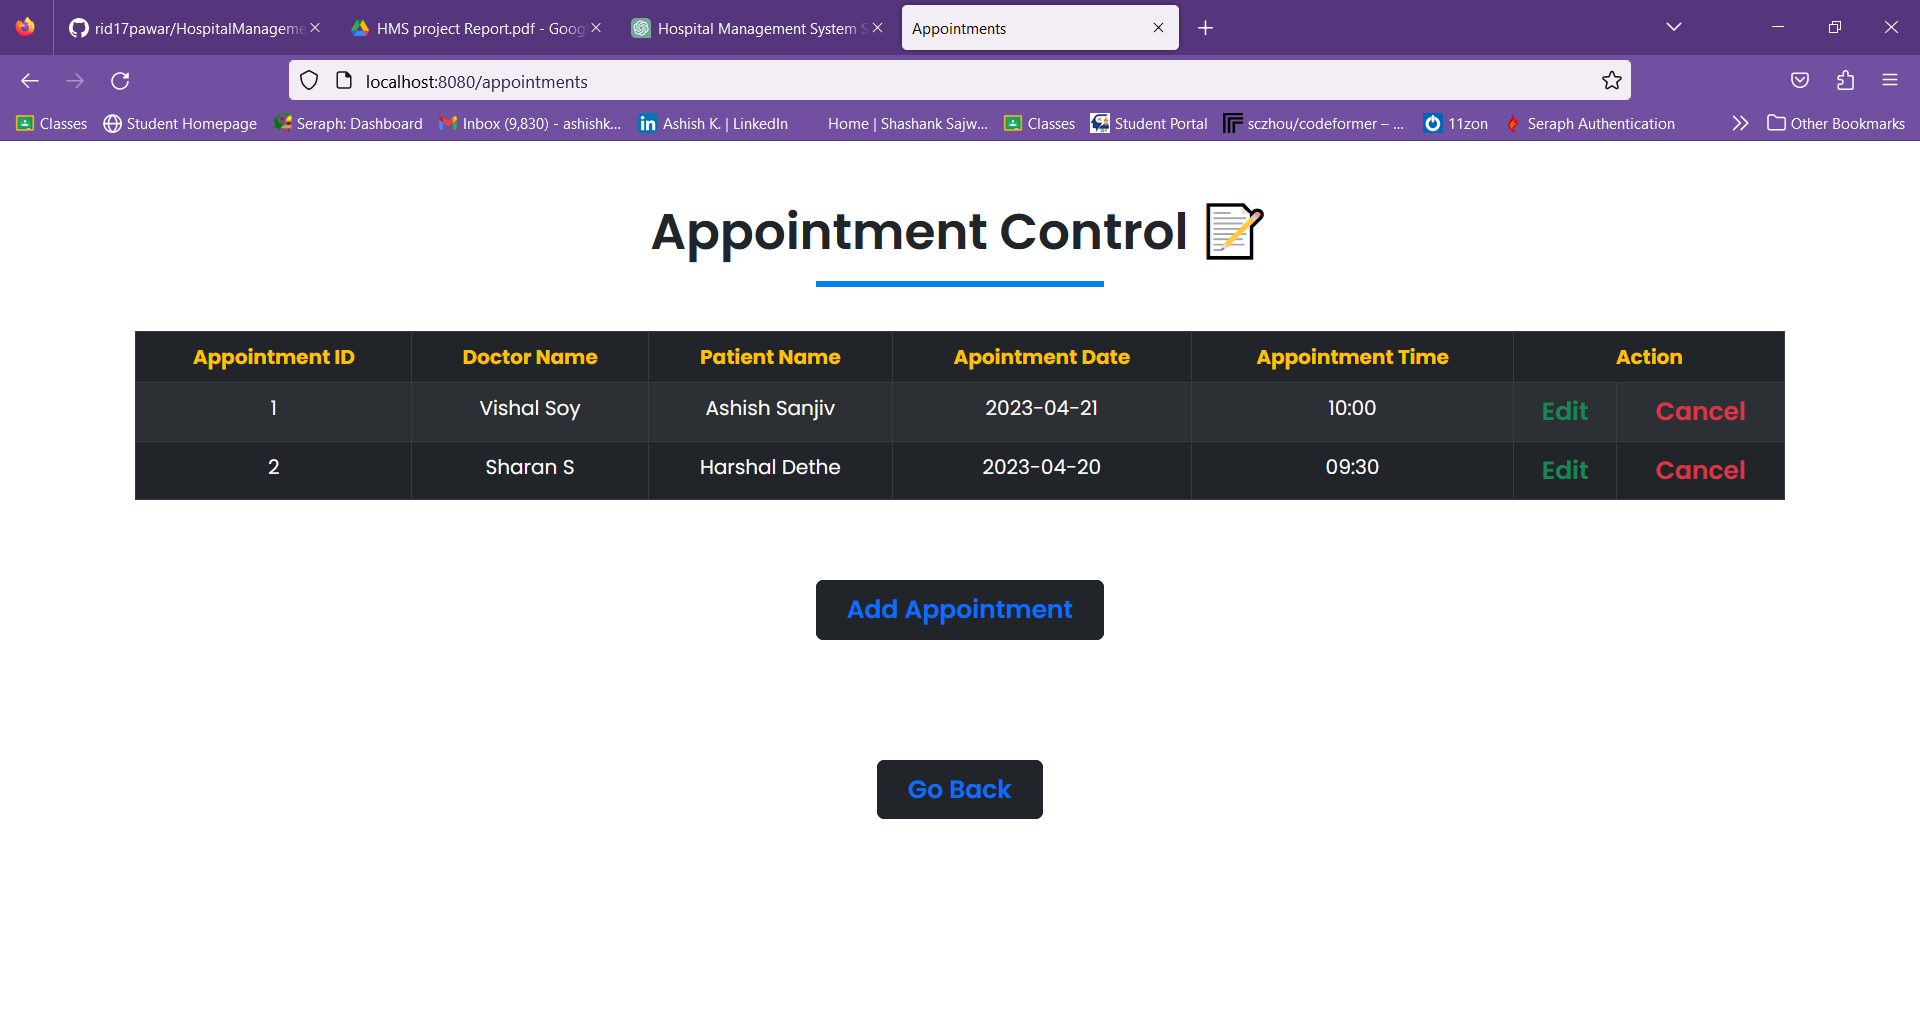 rid17pawar/HospitalManageme
HMS project Report.pdf - Goog
Hospital Management System S
Appointments
localhost:8080/appointments
Classes
Student Homepage
Seraph: Dashboard
Inbox (9,830) - ashishk...
Ashish K. | LinkedIn
Home | Shashank Sajw...
Classes
Student Portal
sczhou/codeformer – ...
11zon
Seraph Authentication
Other Bookmarks
Appointment Control
Appointment ID Doctor Name Patient Name Apointment Date Appointment Time Action
1 Vishal Soy Ashish Sanjiv 2023-04-21 10:00 Edit Cancel
2 Sharan S Harshal Dethe 2023-04-20 09:30 Edit Cancel
Add Appointment
Go Back